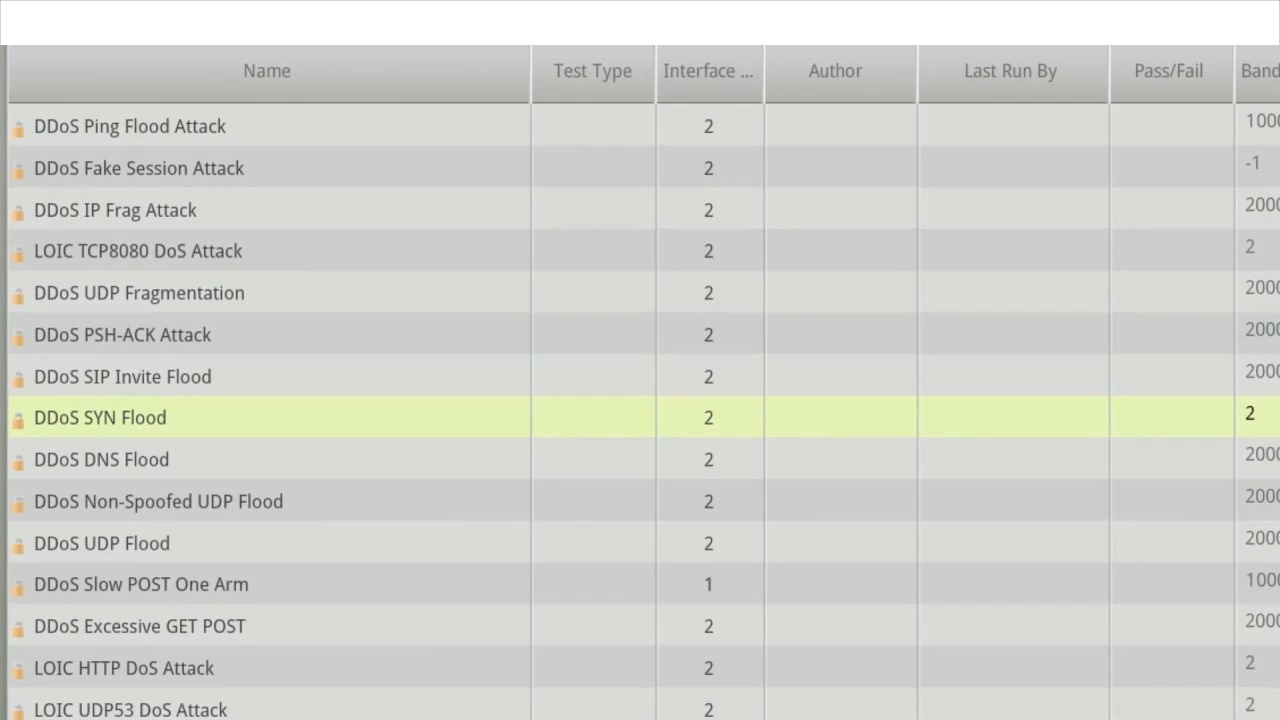 Name Test Type Interface ... Author Last Run By Pass/Fail Band
DDoS Ping Flood Attack 2 1000
DDoS Fake Session Attack 2 -1
DDoS IP Frag Attack 2 2000
LOIC TCP8080 DoS Attack 2 2
DDoS UDP Fragmentation 2 2000
DDoS PSH-ACK Attack 2 2000
DDoS SIP Invite Flood 2 2000
DDoS SYN Flood 2 2
DDoS DNS Flood 2 2000
DDoS Non-Spoofed UDP Flood 2 2000
DDoS UDP Flood 2 2000
DDoS Slow POST One Arm 1 1000
DDoS Excessive GET POST 2 2000
LOIC HTTP DoS Attack 2 2
LOIC UDP53 DoS Attack 2 2